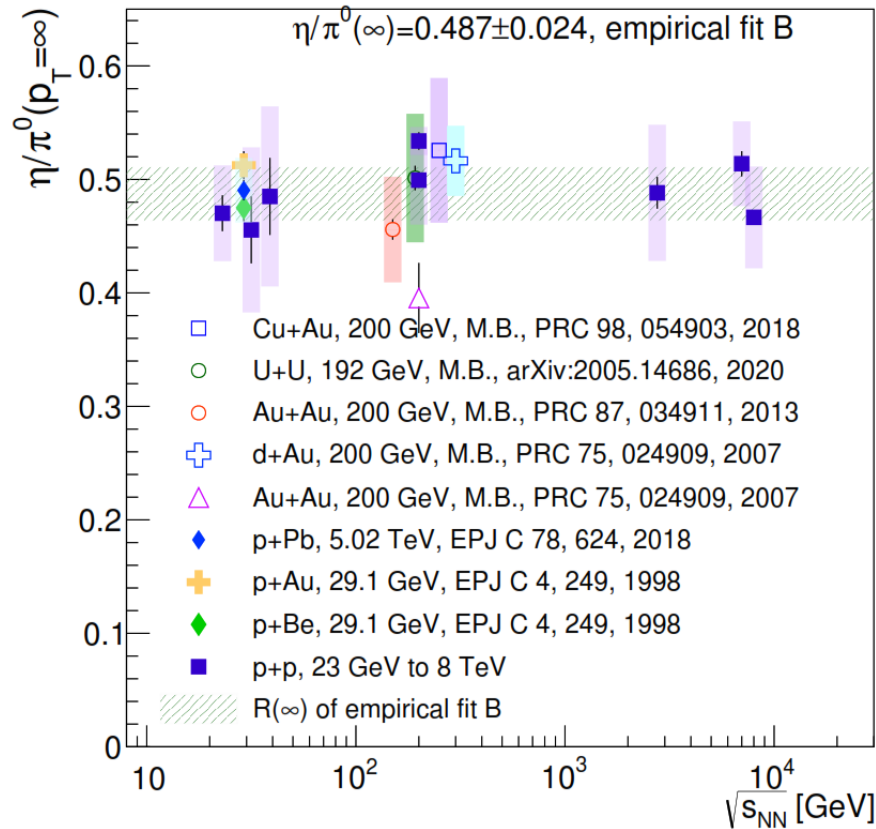 η/π⁰(∞)=0.487±0.024, empirical fit B
η/π⁰(p_T=∞)
0.6
0.5
0.4
0.3
0.2
0.1
0
Cu+Au, 200 GeV, M.B., PRC 98, 054903, 2018
U+U, 192 GeV, M.B., arXiv:2005.14686, 2020
Au+Au, 200 GeV, M.B., PRC 87, 034911, 2013
d+Au, 200 GeV, M.B., PRC 75, 024909, 2007
Au+Au, 200 GeV, M.B., PRC 75, 024909, 2007
p+Pb, 5.02 TeV, EPJ C 78, 624, 2018
p+Au, 29.1 GeV, EPJ C 4, 249, 1998
p+Be, 29.1 GeV, EPJ C 4, 249, 1998
p+p, 23 GeV to 8 TeV
R(∞) of empirical fit B
10 10² 10³ 10⁴
√s_NN [GeV]